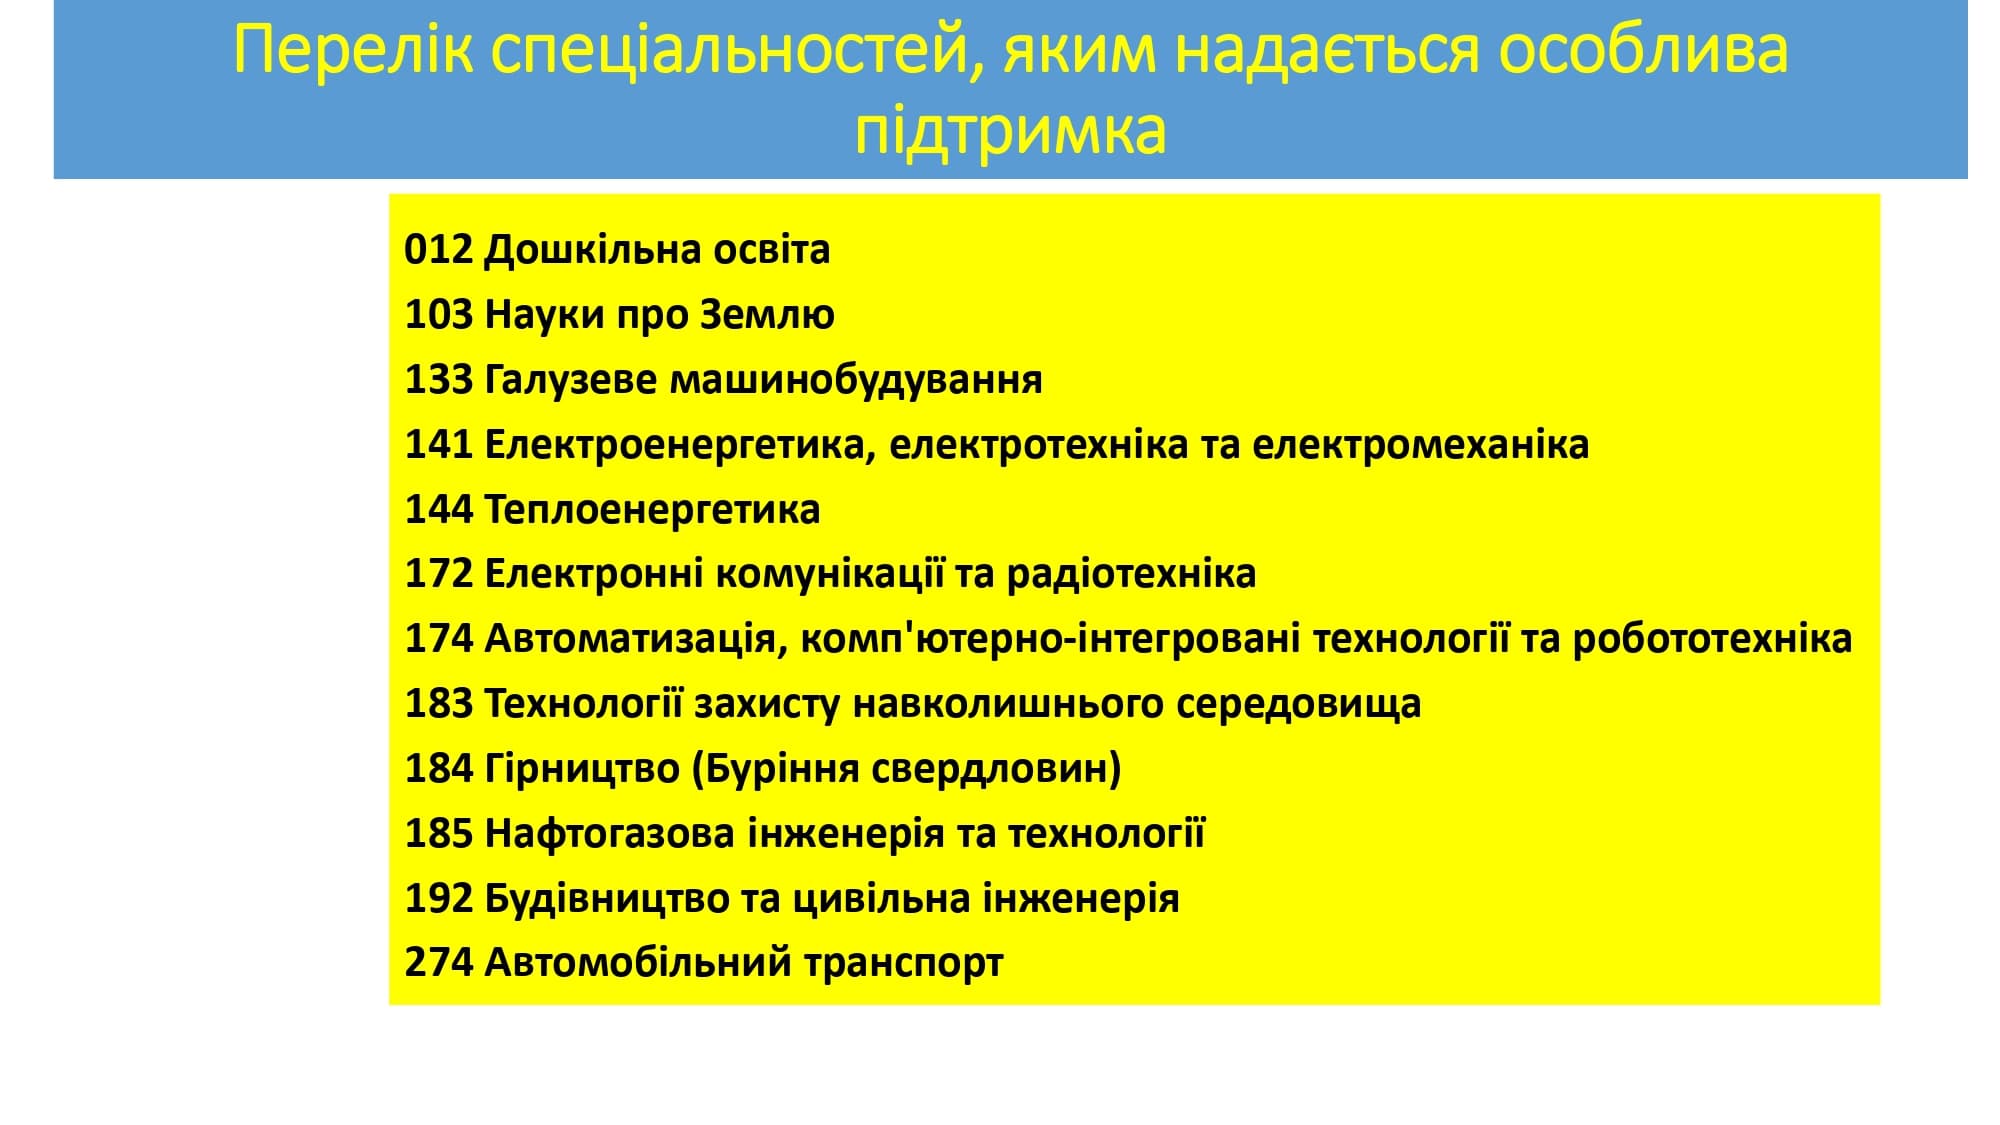 Перелік спеціальностей, яким надається особлива
підтримка
012 Дошкільна освіта
103 Науки про Землю
133 Галузеве машинобудування
141 Електроенергетика, електротехніка та електромеханіка
144 Теплоенергетика
172 Електронні комунікації та радіотехніка
174 Автоматизація, комп'ютерно-інтегровані технології та робототехніка
183 Технології захисту навколишнього середовища
184 Гірництво (Буріння свердловин)
185 Нафтогазова інженерія та технології
192 Будівництво та цивільна інженерія
274 Автомобільний транспорт